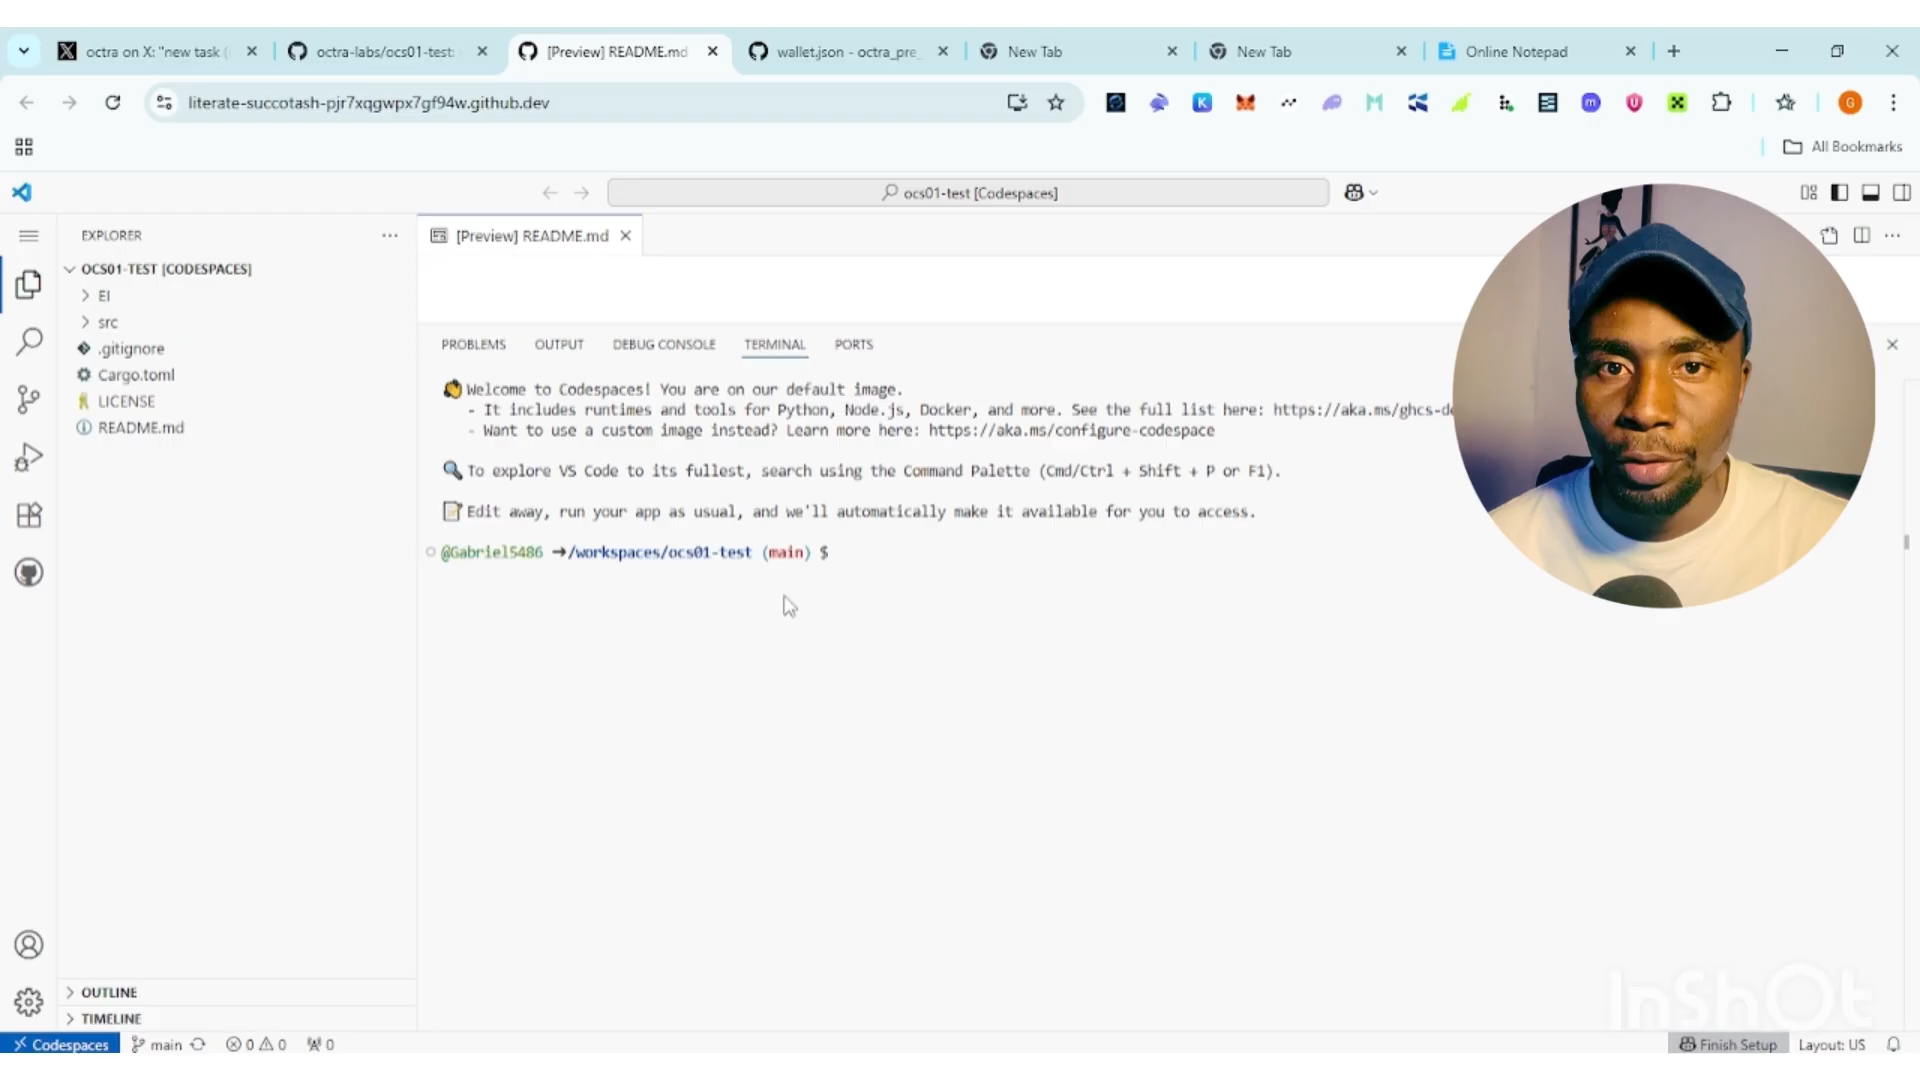 octra on X: "new task (
octra-labs/ocs01-test:
[Preview] README.md
wallet.json - octra_pre_
New Tab
New Tab
Online Notepad
literate-succotash-pjr7xqgwpx7gf94w.github.dev
All Bookmarks
ocs01-test [Codespaces]
EXPLORER
[Preview] README.md
OCS01-TEST [CODESPACES]
EI
src
.gitignore
Cargo.toml
LICENSE
README.md
PROBLEMS
OUTPUT
DEBUG CONSOLE
TERMINAL
PORTS
Welcome to Codespaces! You are on our default image.
- It includes runtimes and tools for Python, Node.js, Docker, and more. See the full list here: https://aka.ms/ghcs-de
- Want to use a custom image instead? Learn more here: https://aka.ms/configure-codespace
To explore VS Code to its fullest, search using the Command Palette (Cmd/Ctrl + Shift + P or F1).
Edit away, run your app as usual, and we'll automatically make it available for you to access.
@Gabriel5486 →/workspaces/ocs01-test (main) $
OUTLINE
TIMELINE
InShOt
Codespaces
main
0
0
0
Finish Setup
Layout: US